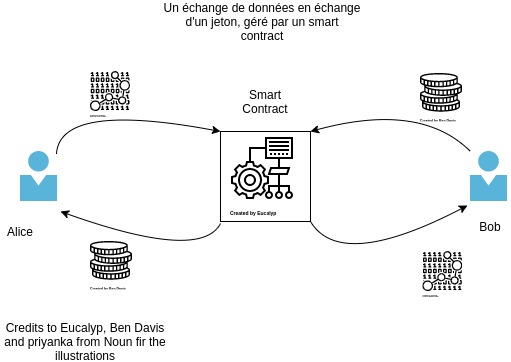 Un échange de données en échange
d'un jeton, géré par un smart
contract
Smart
Contract
Created by Ben Davis
Created by Eucalyp
Alice
Bob
Created by Ben Davis
Credits to Eucalyp, Ben Davis
and priyanka from Noun fir the
illustrations